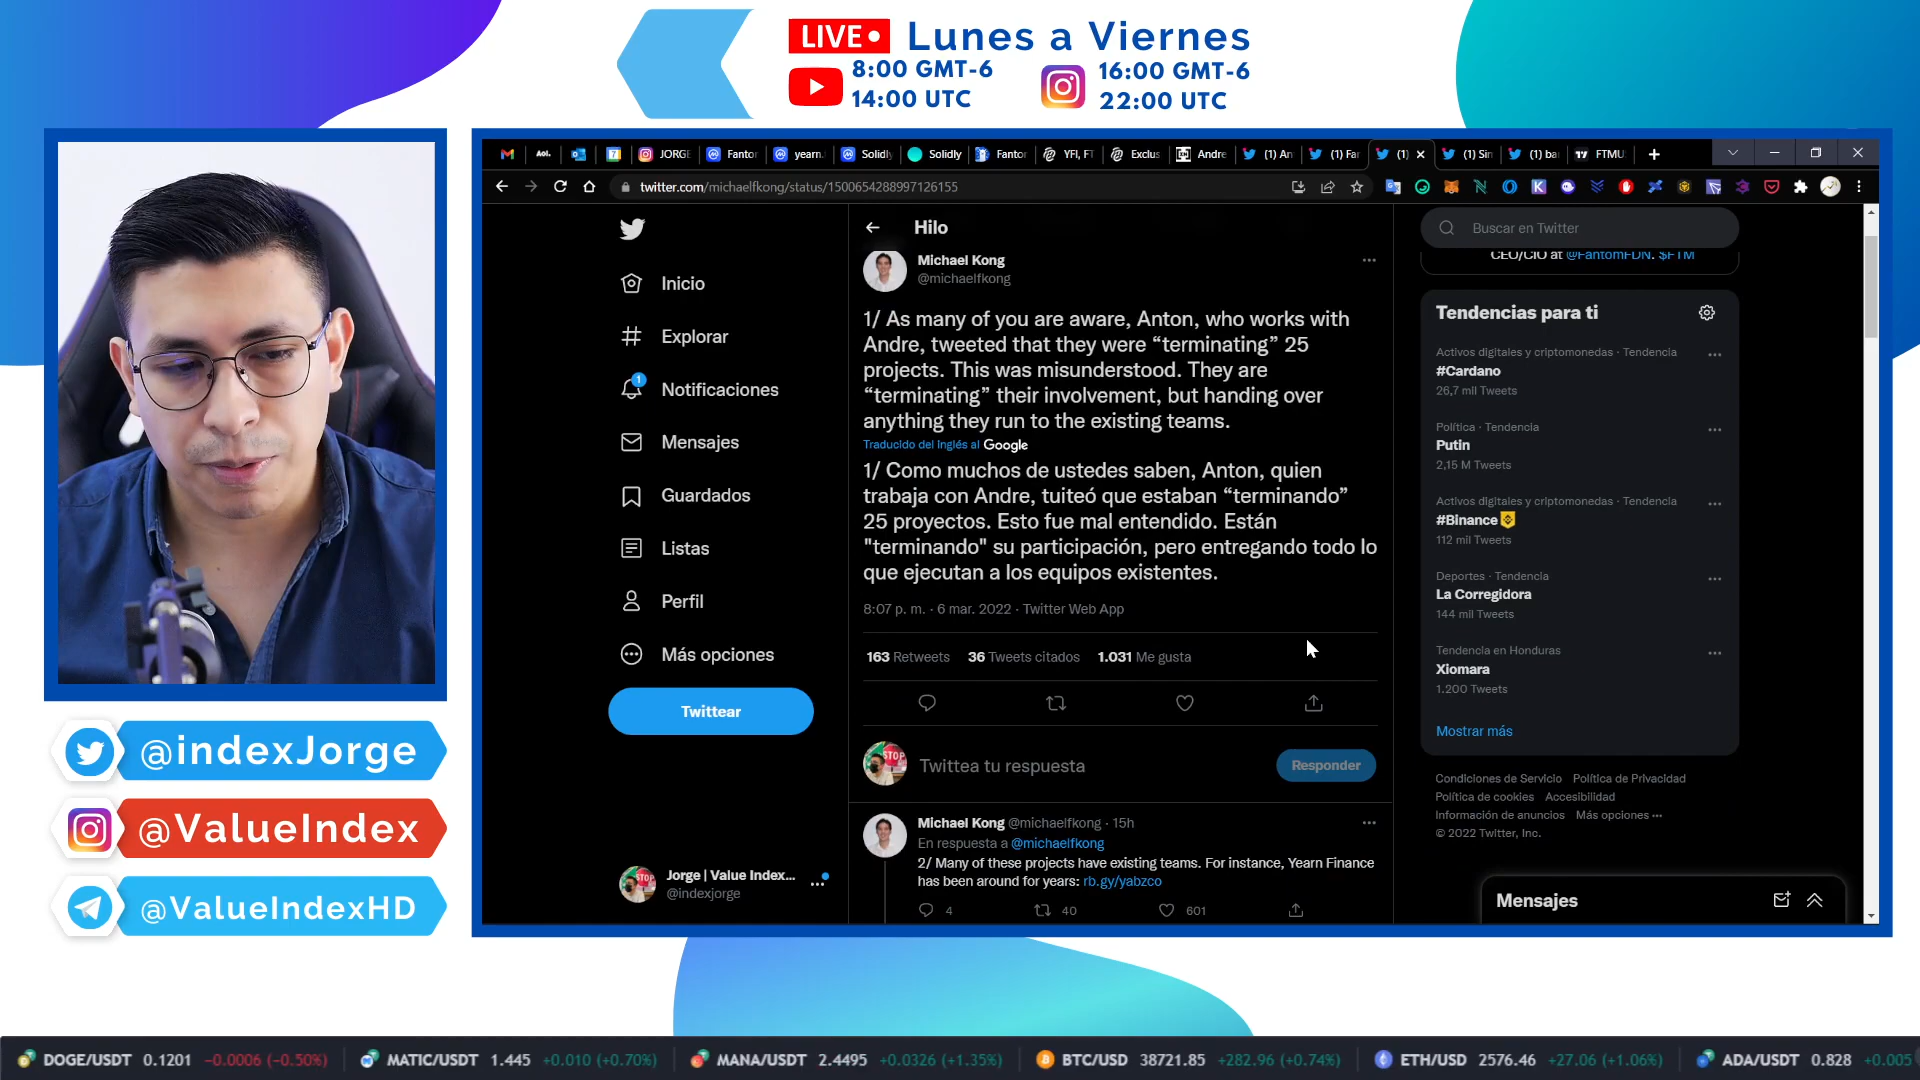 LIVE• Lunes a Viernes
8:00 GMT-6
14:00 UTC
16:00 GMT-6
22:00 UTC
Aol.
7
JORGE
Fanto
yearn.
Solidly
Solidly
Fanto
YFI, FT
Exclus
Andre
(1) An
(1) Fan
(1)
(1) Sin
(1) ba
FTMU
twitter.com/michaelfkong/status/1500654288997126155
Inicio
Explorar
1
Notificaciones
Mensajes
Guardados
Listas
Perfil
Más opciones
Twittear
Jorge | Value Index...
@indexjorge
Hilo
Michael Kong
@michaelfkong
1/ As many of you are aware, Anton, who works with
Andre, tweeted that they were “terminating” 25
projects. This was misunderstood. They are
“terminating” their involvement, but handing over
anything they run to the existing teams.
Traducido del Inglés al Google
1/ Como muchos de ustedes saben, Anton, quien
trabaja con Andre, tuiteó que estaban “terminando”
25 proyectos. Esto fue mal entendido. Están
"terminando" su participación, pero entregando todo lo
que ejecutan a los equipos existentes.
8:07 p. m. · 6 mar. 2022 · Twitter Web App
163 Retweets 36 Tweets citados 1.031 Me gusta
STOP
Twittea tu respuesta
Responder
Michael Kong @michaelfkong · 15h
En respuesta a @michaelfkong
2/ Many of these projects have existing teams. For instance, Yearn Finance
has been around for years: rb.gy/yabzco
4 40 601
Buscar en Twitter
CEO/CIO at @FantomFDN. $FTM
Tendencias para ti
Activos digitales y criptomonedas · Tendencia
#Cardano
26,7 mil Tweets
Política · Tendencia
Putin
2,15 M Tweets
Activos digitales y criptomonedas · Tendencia
#Binance
112 mil Tweets
Deportes · Tendencia
La Corregidora
144 mil Tweets
Tendencia en Honduras
Xiomara
1.200 Tweets
Mostrar más
Condiciones de Servicio Política de Privacidad
Política de cookies Accesibilidad
Información de anuncios Más opciones ···
© 2022 Twitter, Inc.
Mensajes
@indexJorge
@ValueIndex
@ValueIndexHD
DOGE/USDT 0.1201 −0.0006 (−0.50%) MATIC/USDT 1.445 +0.010 (+0.70%) MANA/USDT 2.4495 +0.0326 (+1.35%) BTC/USD 38721.85 +282.96 (+0.74%) ETH/USD 2576.46 +27.06 (+1.06%) ADA/USDT 0.828 +0.005